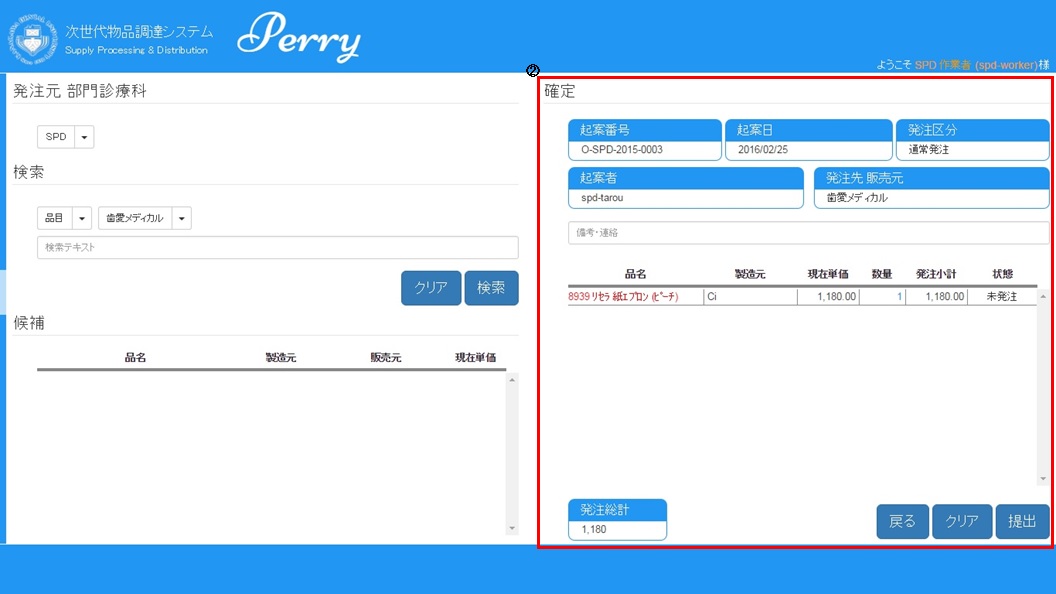 次世代物品調達システム
Supply Processing & Distribution
Perry
ようこそ SPD 作業者 (spd-worker)様
発注元 部門診療科
SPD
検索
品目 歯愛メディカル
検索テキスト
クリア 検索
候補
品名 製造元 販売元 現在単価
②
確定
起案番号 起案日 発注区分
O-SPD-2015-0003 2016/02/25 通常発注
起案者 発注先 販売元
spd-tarou 歯愛メディカル
備考・連絡
品名 製造元 現在単価 数量 発注小計 状態
8939 リセラ 紙エプロン (ピーチ) Ci 1,180.00 1 1,180.00 未発注
発注総計
1,180
戻る クリア 提出